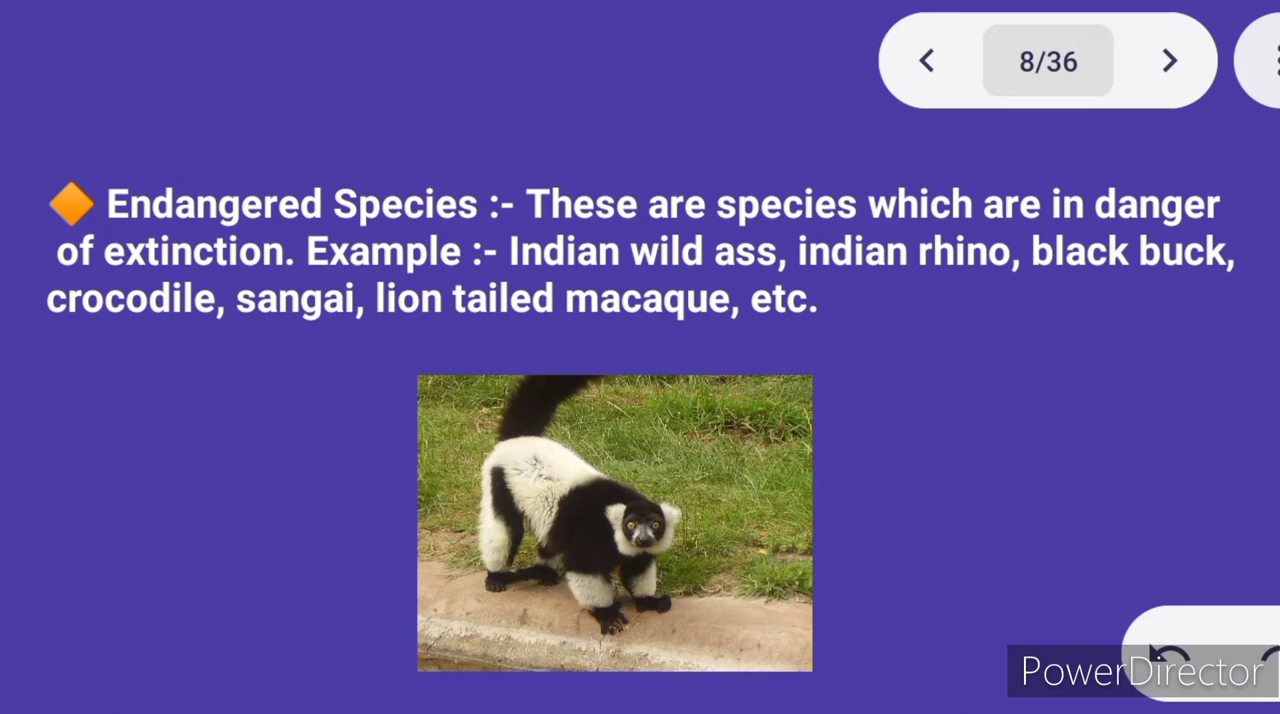 8/36
🔶 Endangered Species :- These are species which are in danger
of extinction. Example :- Indian wild ass, indian rhino, black buck,
crocodile, sangai, lion tailed macaque, etc.
PowerDirector